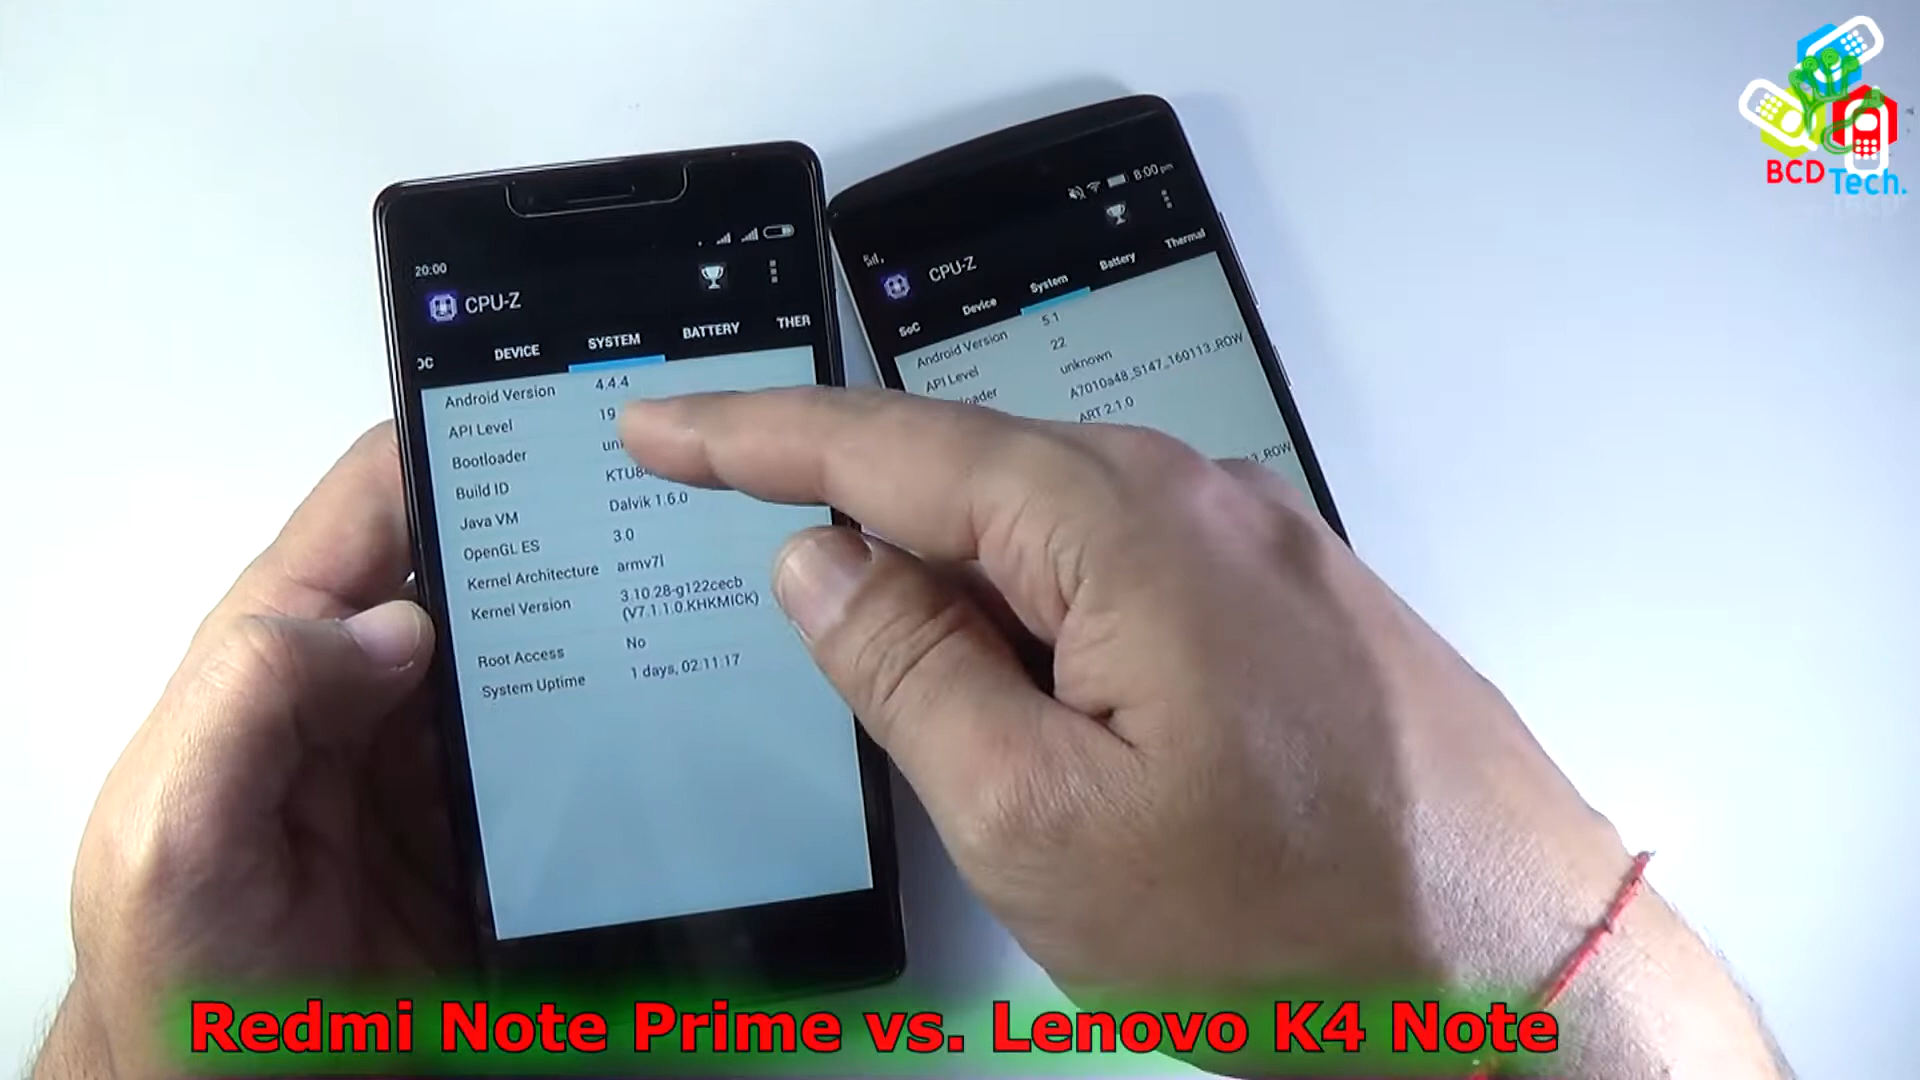 BCD
Tech.
20:00
CPU-Z
DEVICE
SYSTEM
BATTERY
THER
Android Version 4.4.4
API Level 19
Bootloader
Build ID
Java VM Dalvik 1.6.0
OpenGL ES 3.0
Kernel Architecture armv7l
Kernel Version 3.10.28-g122cecb
(V7.1.1.0.KHKMICK)
Root Access No
System Uptime 1 days, 02:11:17
8:00 pm
CPU-Z
SoC
Device
System
Battery
Thermal
Android Version 5.1
API Level 22
unknown
A7010a48_S147_160113_ROW
ART 2.1.0
Redmi Note Prime vs. Lenovo K4 Note